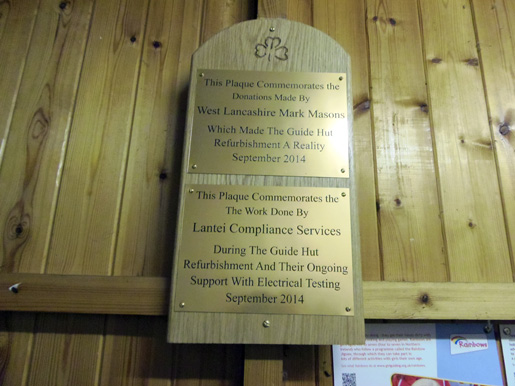 This Plaque Commemorates the
Donations Made By
West Lancashire Mark Masons
Which Made The Guide Hut
Refurbishment A Reality
September 2014
This Plaque Commemorates the
The Work Done By
Lantei Compliance Services
During The Guide Hut
Refurbishment And Their Ongoing
Support With Electrical Testing
September 2014
Rainbows